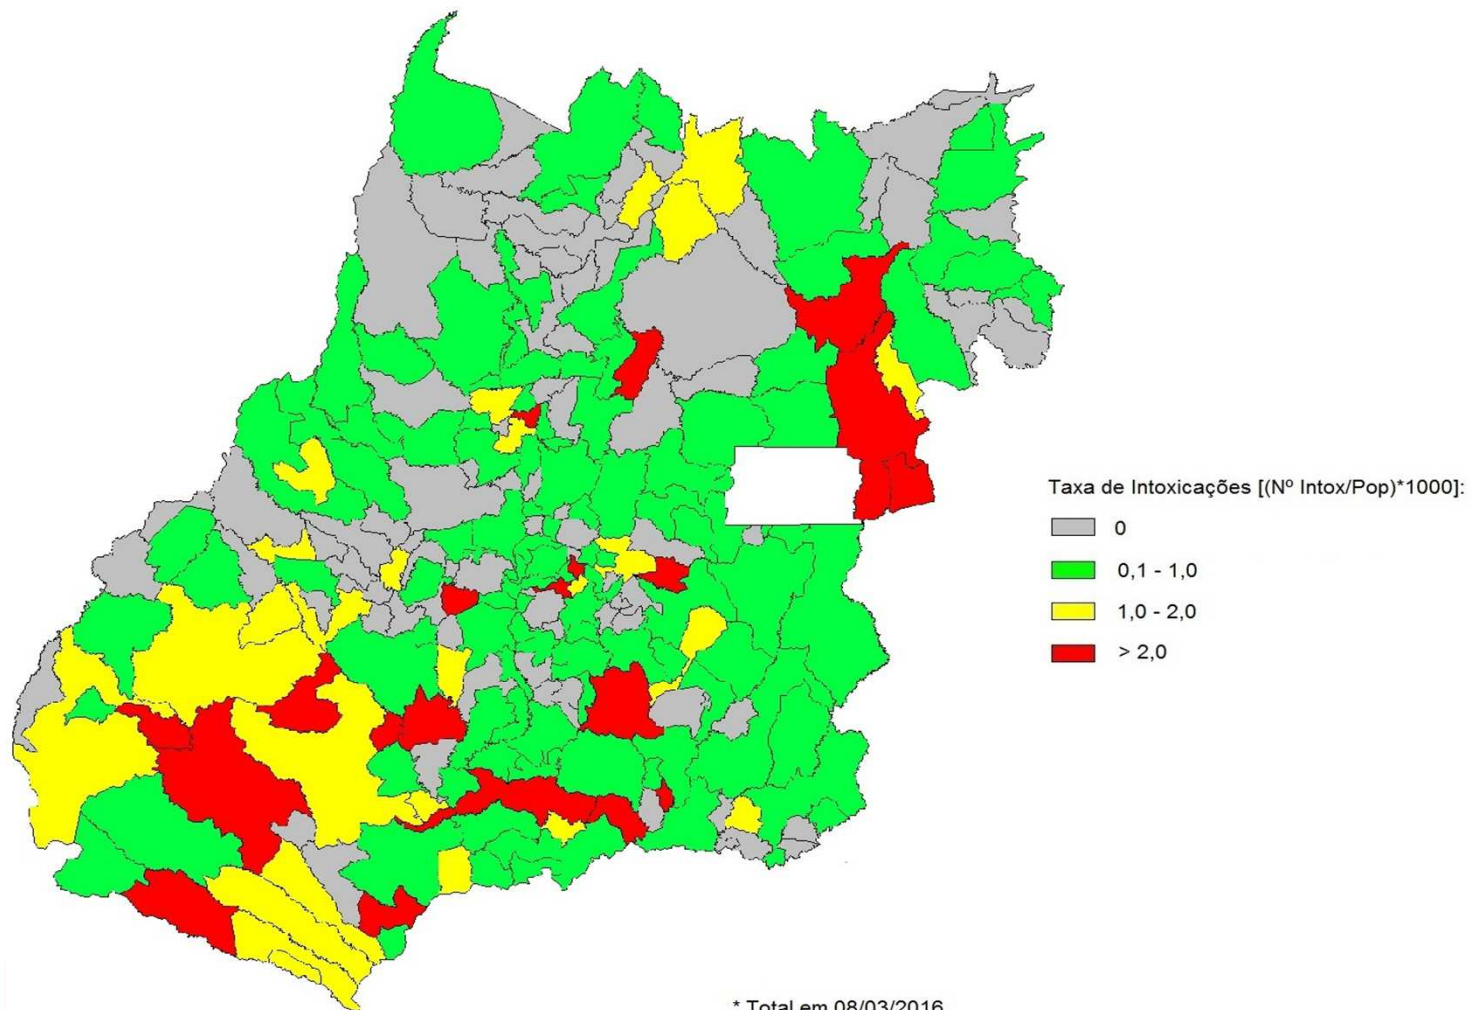 Taxa de Intoxicações [(Nº Intox/Pop)*1000]:
0
0,1 - 1,0
1,0 - 2,0
> 2,0
* Total em 08/03/2016